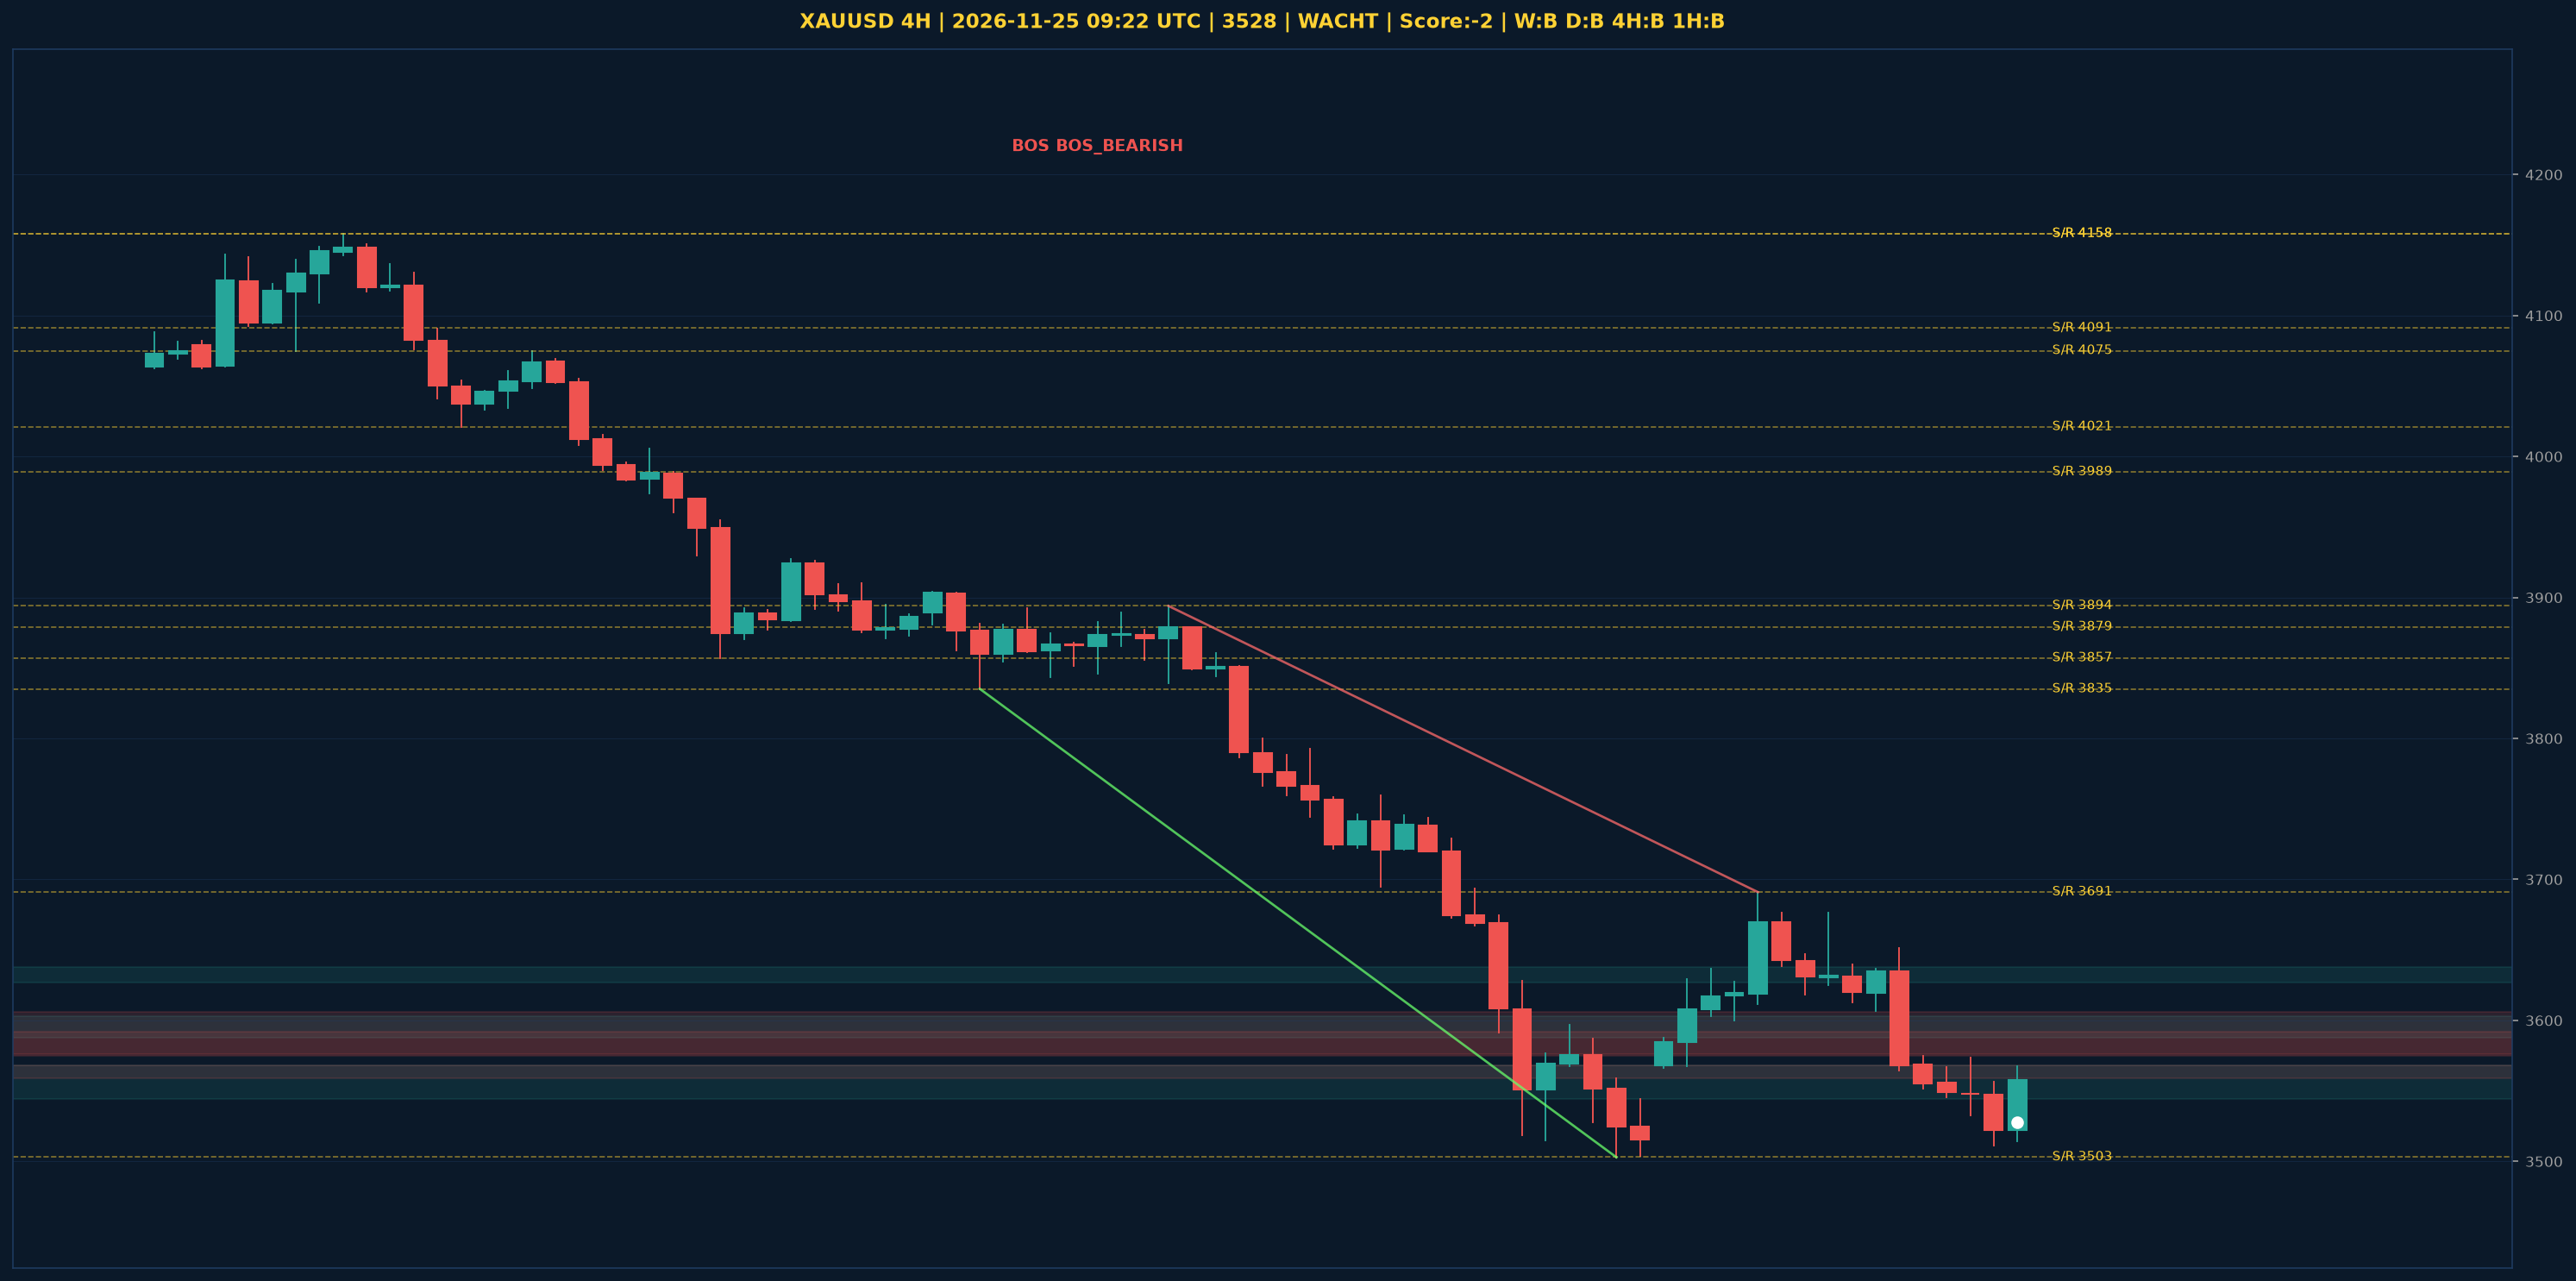 XAUUSD 4H | 2026-11-25 09:22 UTC | 3528 | WACHT | Score:-2 | W:B D:B 4H:B 1H:B
BOS BOS_BEARISH
4200
S/R 4158
4100
S/R 4091
S/R 4075
S/R 4021
4000
S/R 3989
3900
S/R 3894
S/R 3879
S/R 3857
S/R 3835
3800
3700
S/R 3691
3600
S/R 3503
3500